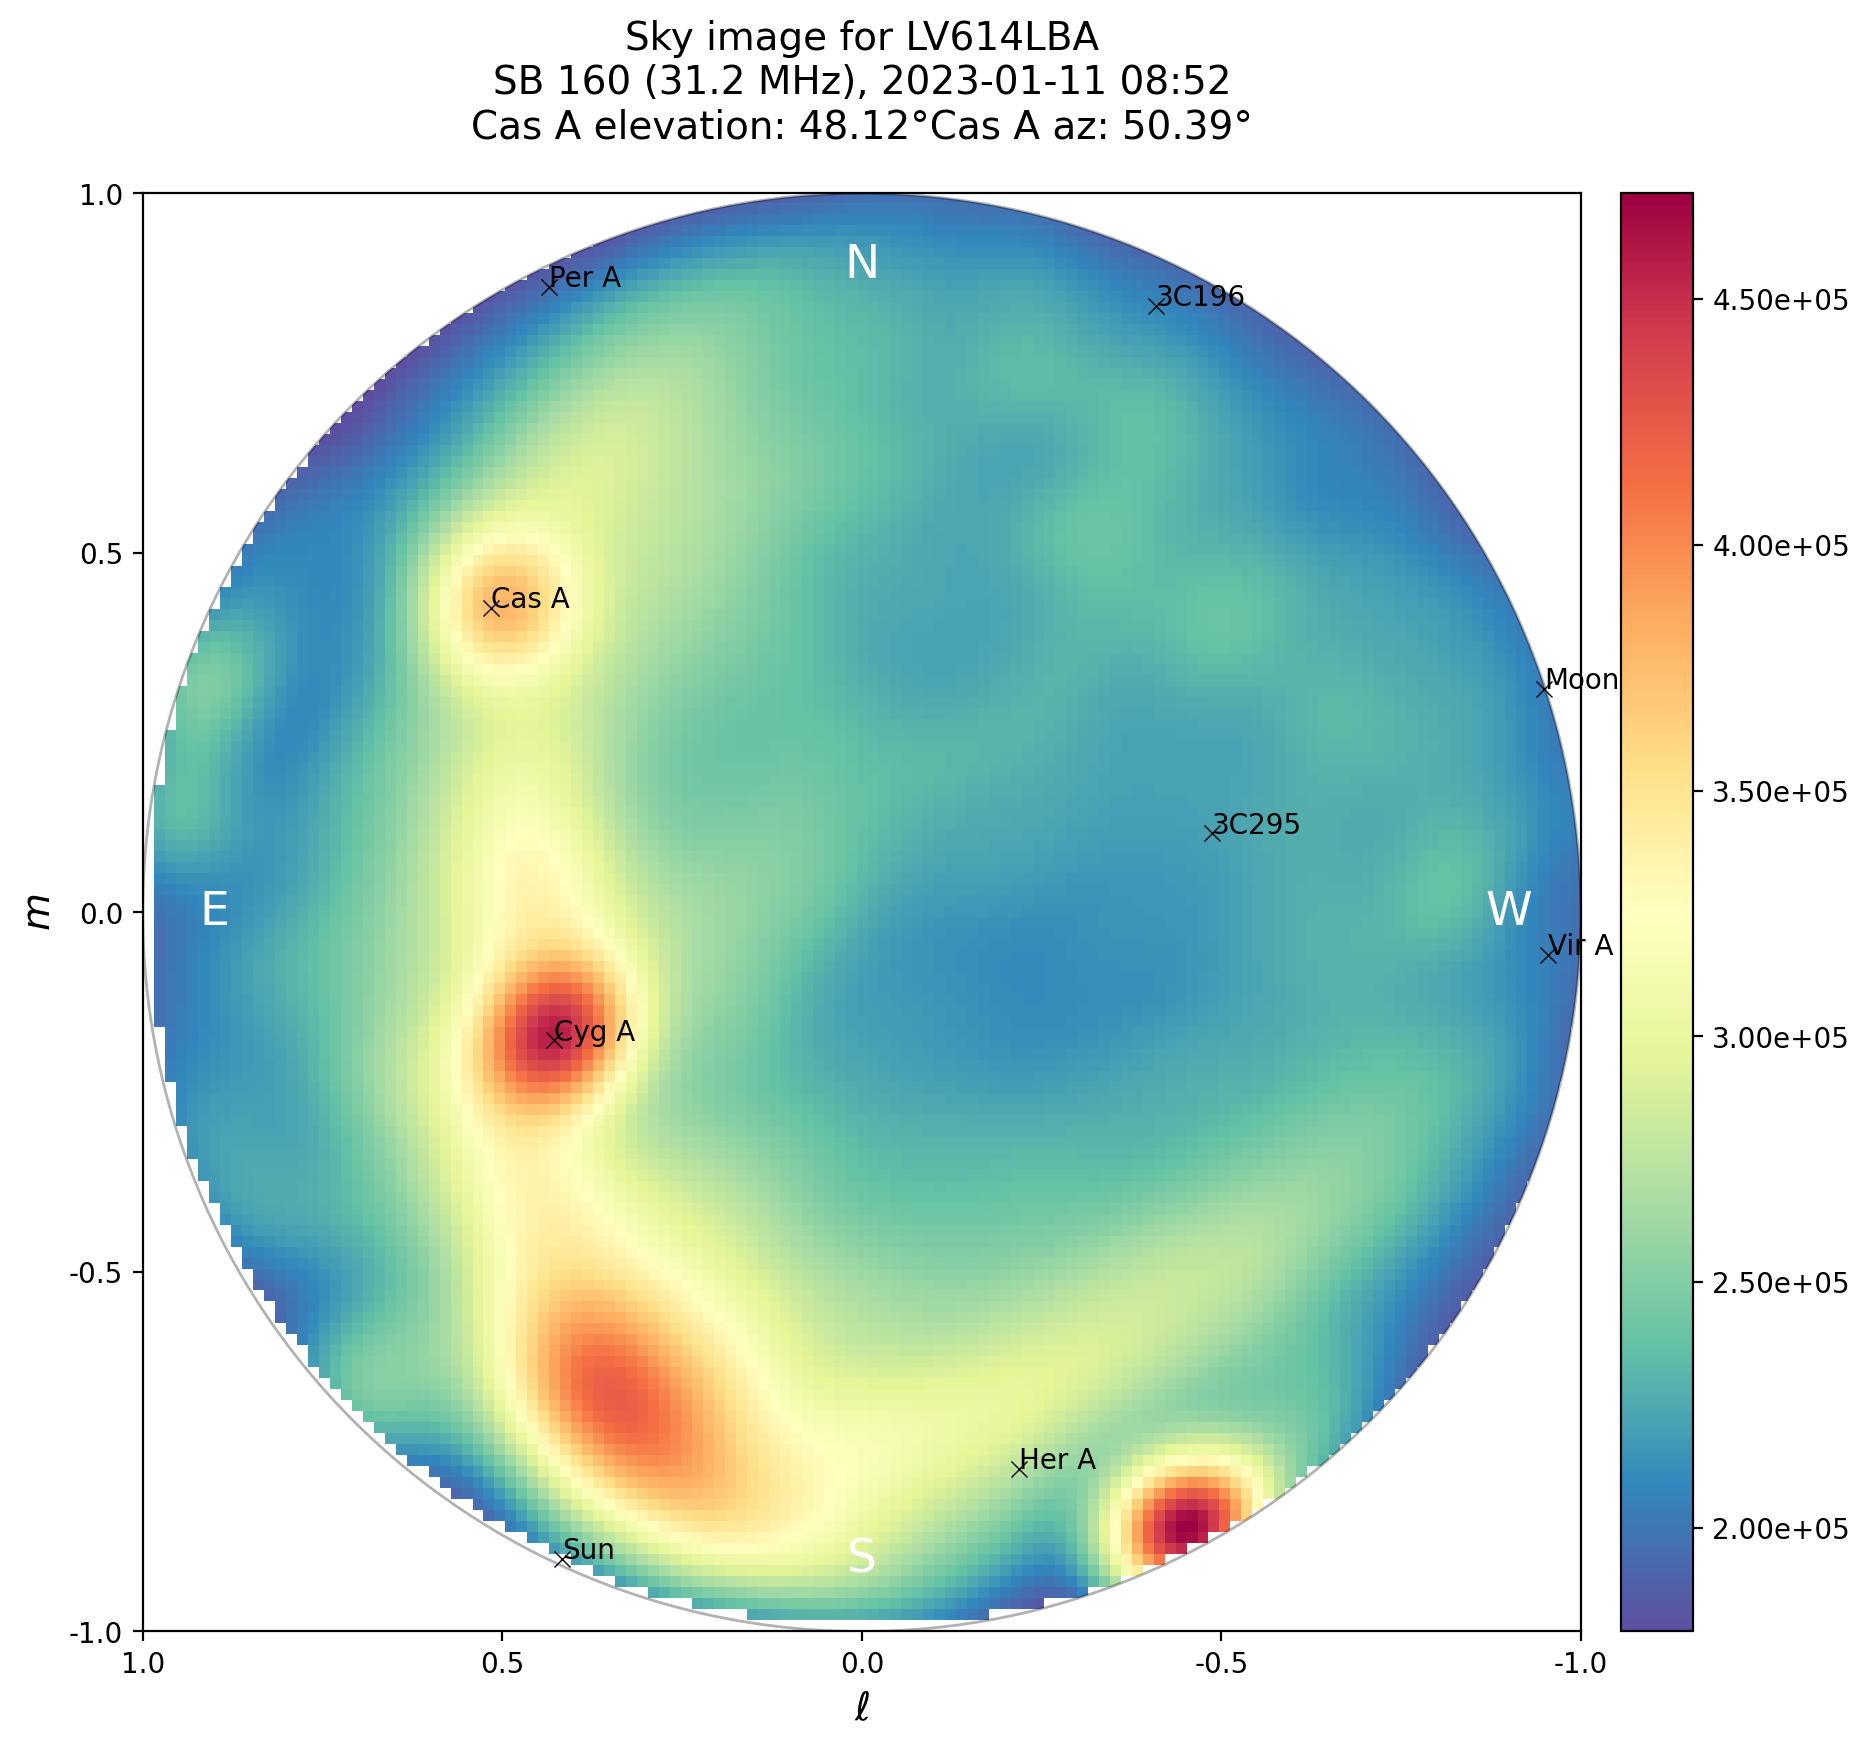 Sky image for LV614LBA
SB 160 (31.2 MHz), 2023-01-11 08:52
Cas A elevation: 48.12°Cas A az: 50.39°
1.0
0.5
0.0
-0.5
-1.0
m
N
Per A
3C196
Cas A
Moon
3C295
E
W
Vir A
Cyg A
Her A
Sun
S
1.0
0.5
0.0
-0.5
-1.0
ℓ
4.50e+05
4.00e+05
3.50e+05
3.00e+05
2.50e+05
2.00e+05